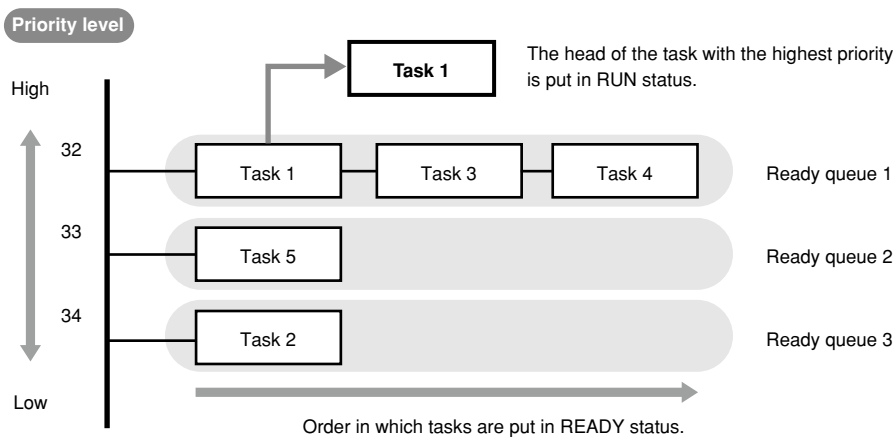 Priority level
High
Task 1
The head of the task with the highest priority
is put in RUN status.
32
Task 1
Task 3
Task 4
Ready queue 1
33
Task 5
Ready queue 2
34
Task 2
Ready queue 3
Low
Order in which tasks are put in READY status.